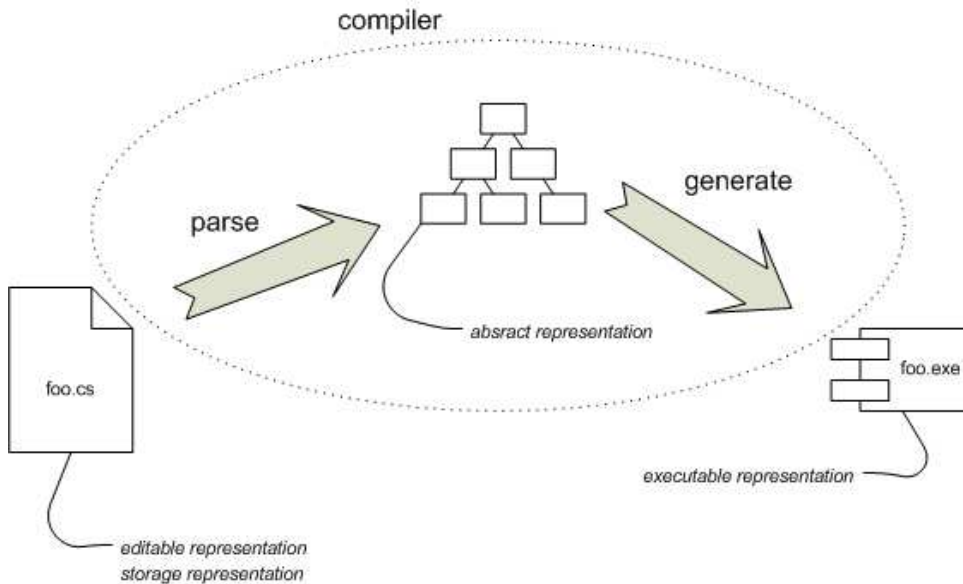 compiler
generate
parse
absract representation
foo.cs
foo.exe
executable representation
editable representation
storage representation